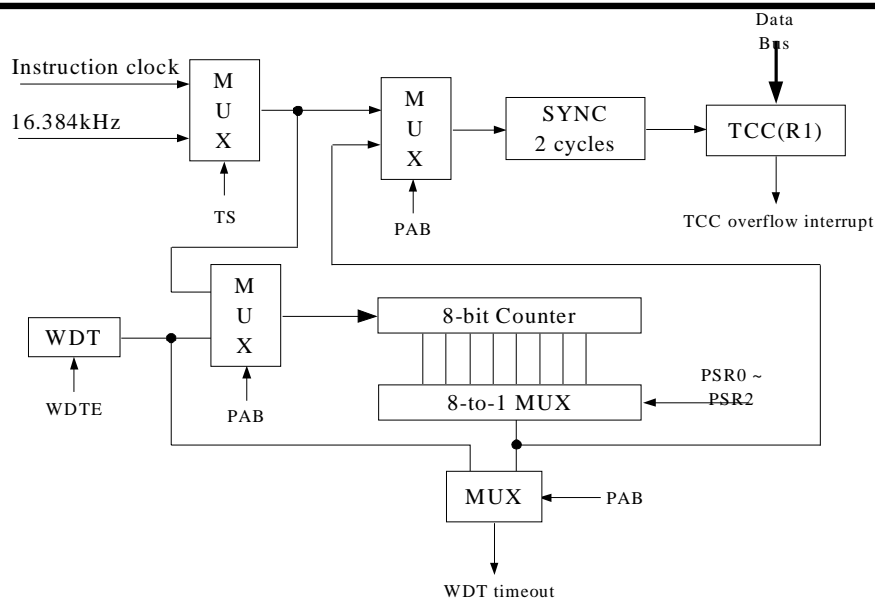 Data
Bus
Instruction clock
16.384kHz
M
U
X
TS
M
U
X
PAB
SYNC
2 cycles
TCC(R1)
TCC overflow interrupt
M
U
X
PAB
WDT
WDTE
8-bit Counter
8-to-1 MUX
PSR0 ~
PSR2
MUX
PAB
WDT timeout